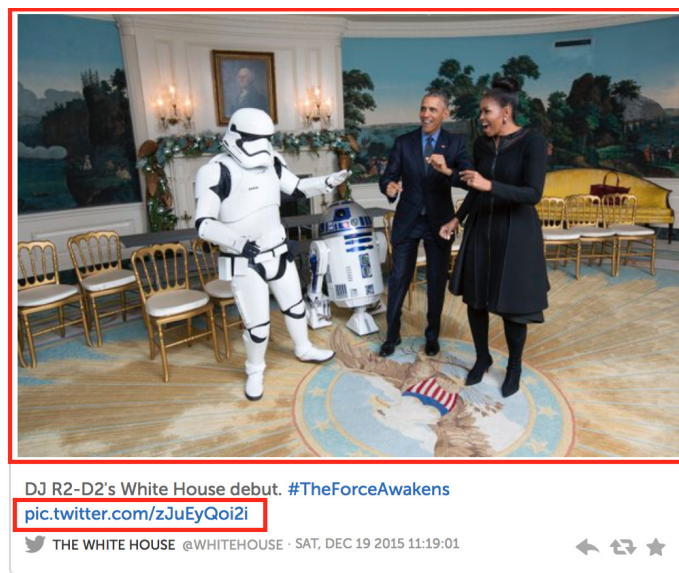 DJ R2-D2's White House debut. #TheForceAwakens
pic.twitter.com/zJuEyQoi2i
THE WHITE HOUSE @WHITEHOUSE · SAT, DEC 19 2015 11:19:01